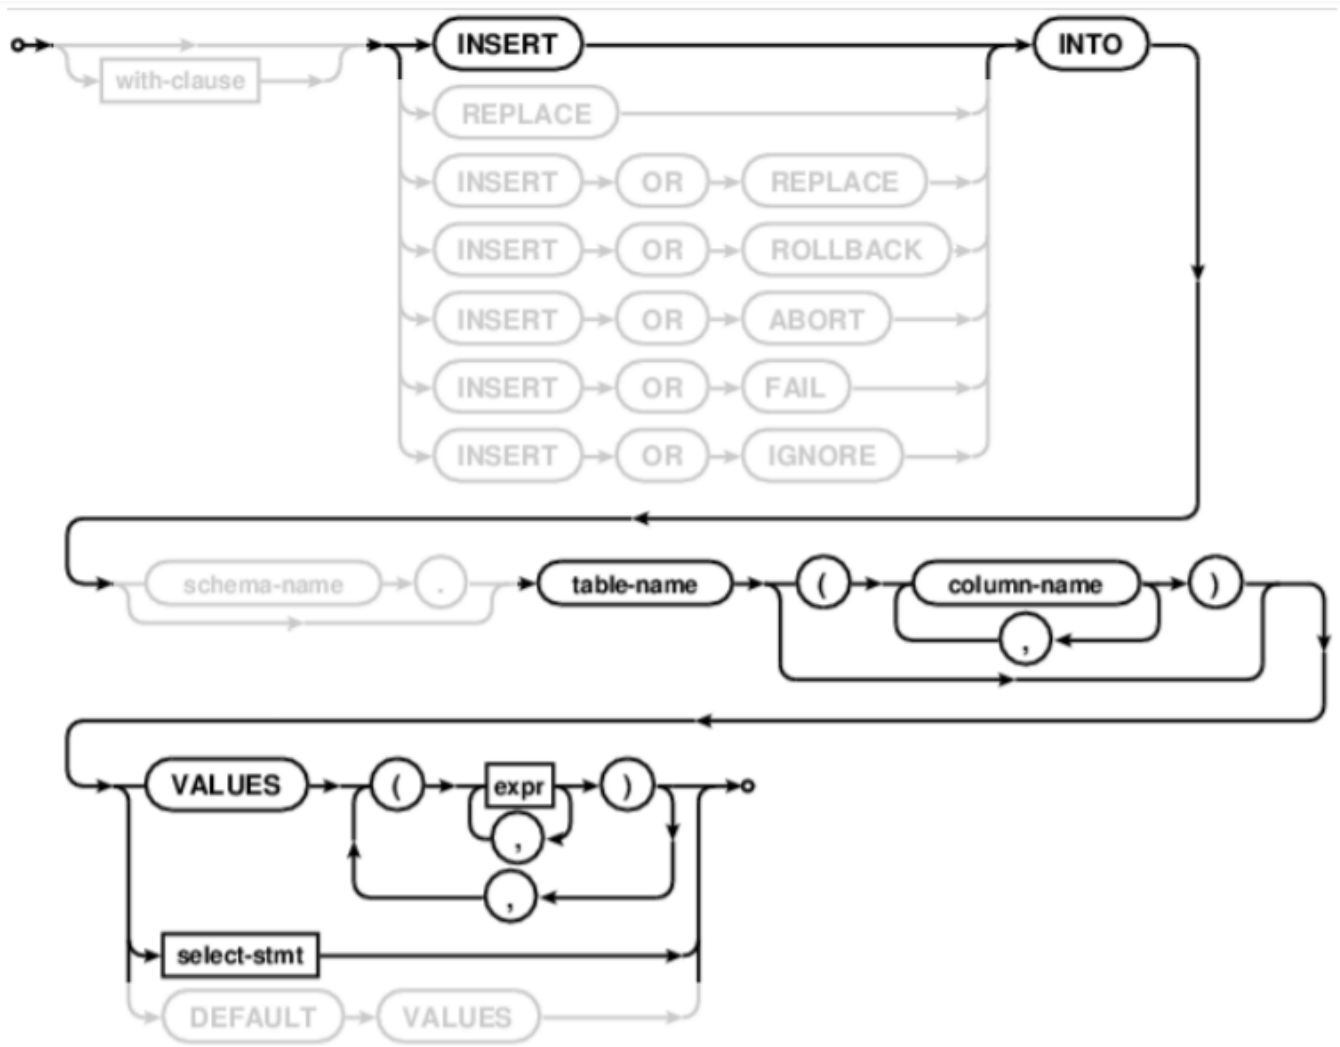 INSERT INTO
with-clause
REPLACE
INSERT OR REPLACE
INSERT OR ROLLBACK
INSERT OR ABORT
INSERT OR FAIL
INSERT OR IGNORE
schema-name . table-name ( column-name )
,
VALUES ( expr )
,
,
select-stmt
DEFAULT VALUES